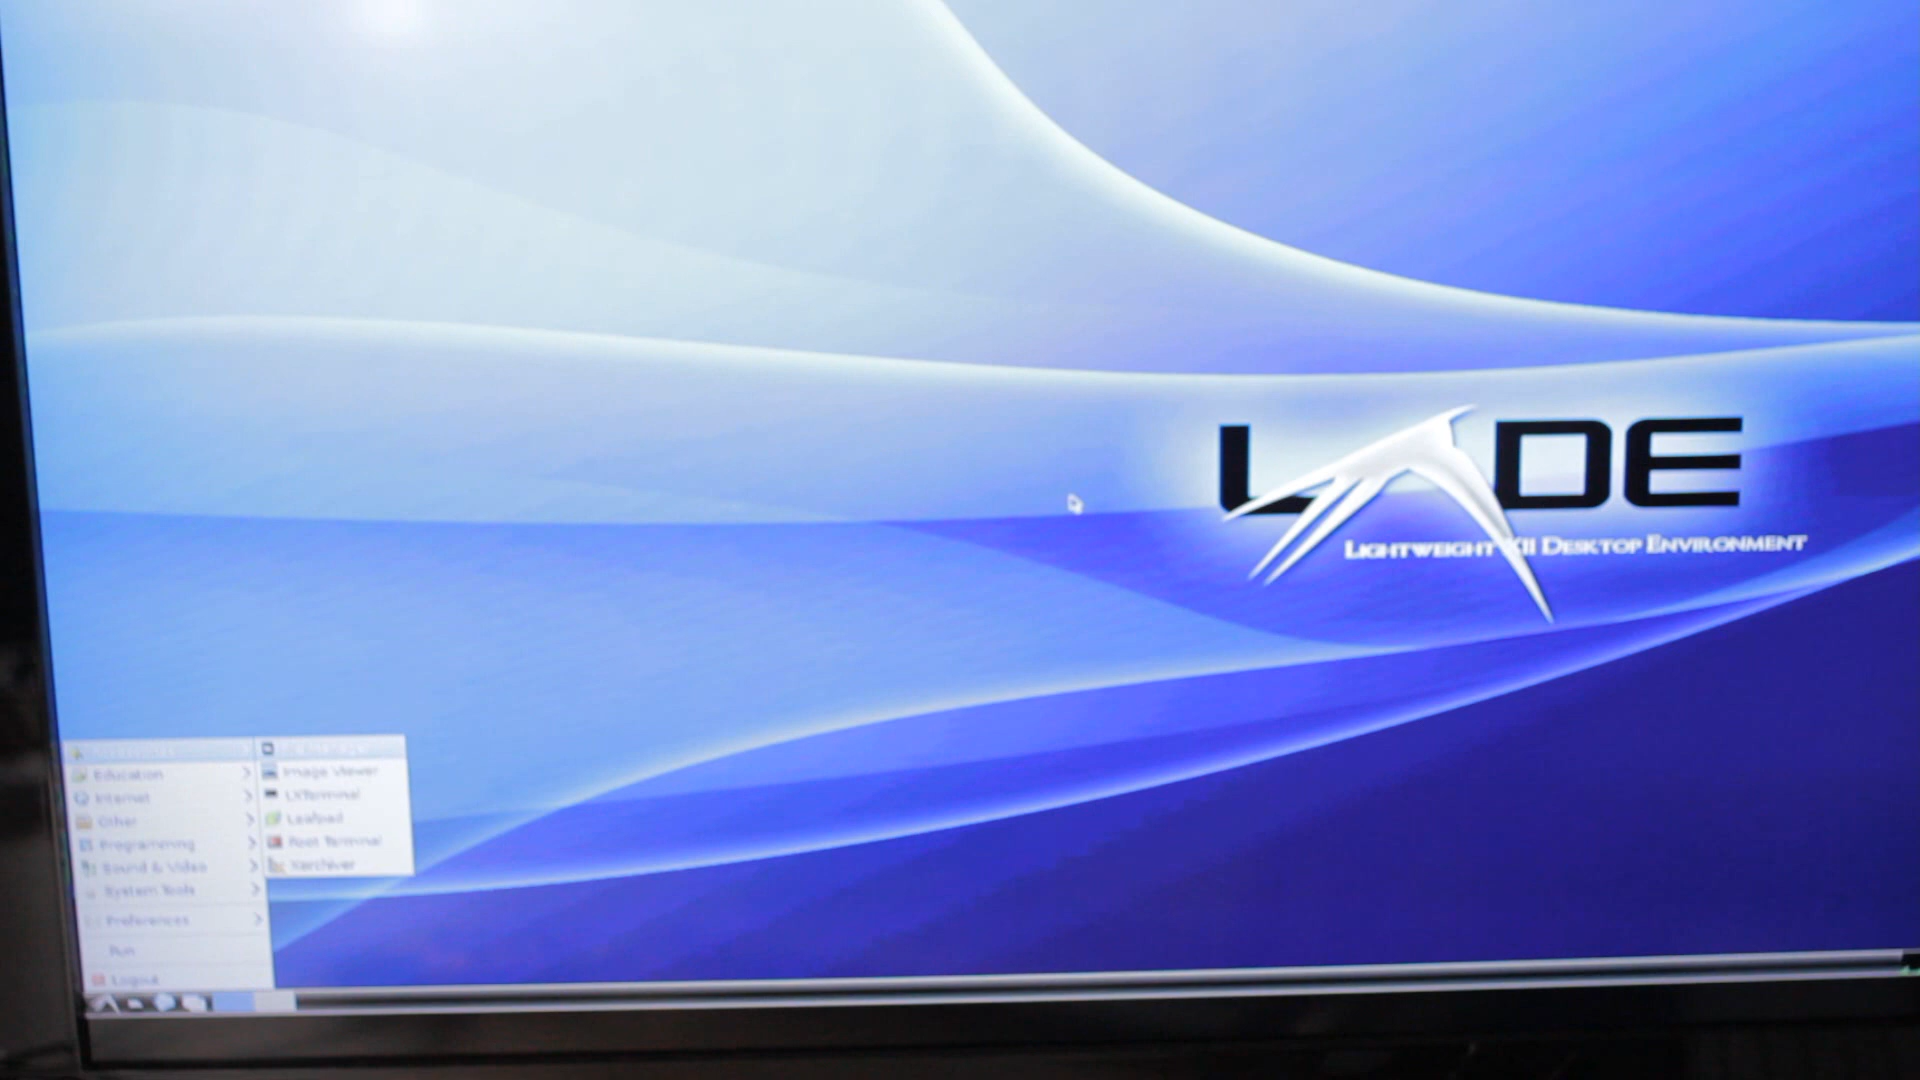 LXDE
LIGHTWEIGHT X11 DESKTOP ENVIRONMENT
Education
Internet
Other
Programming
Sound & Video
System Tools
Preferences
Run
Logout
Image Viewer
LXTerminal
Leafpad
Root Terminal
Xarchiver